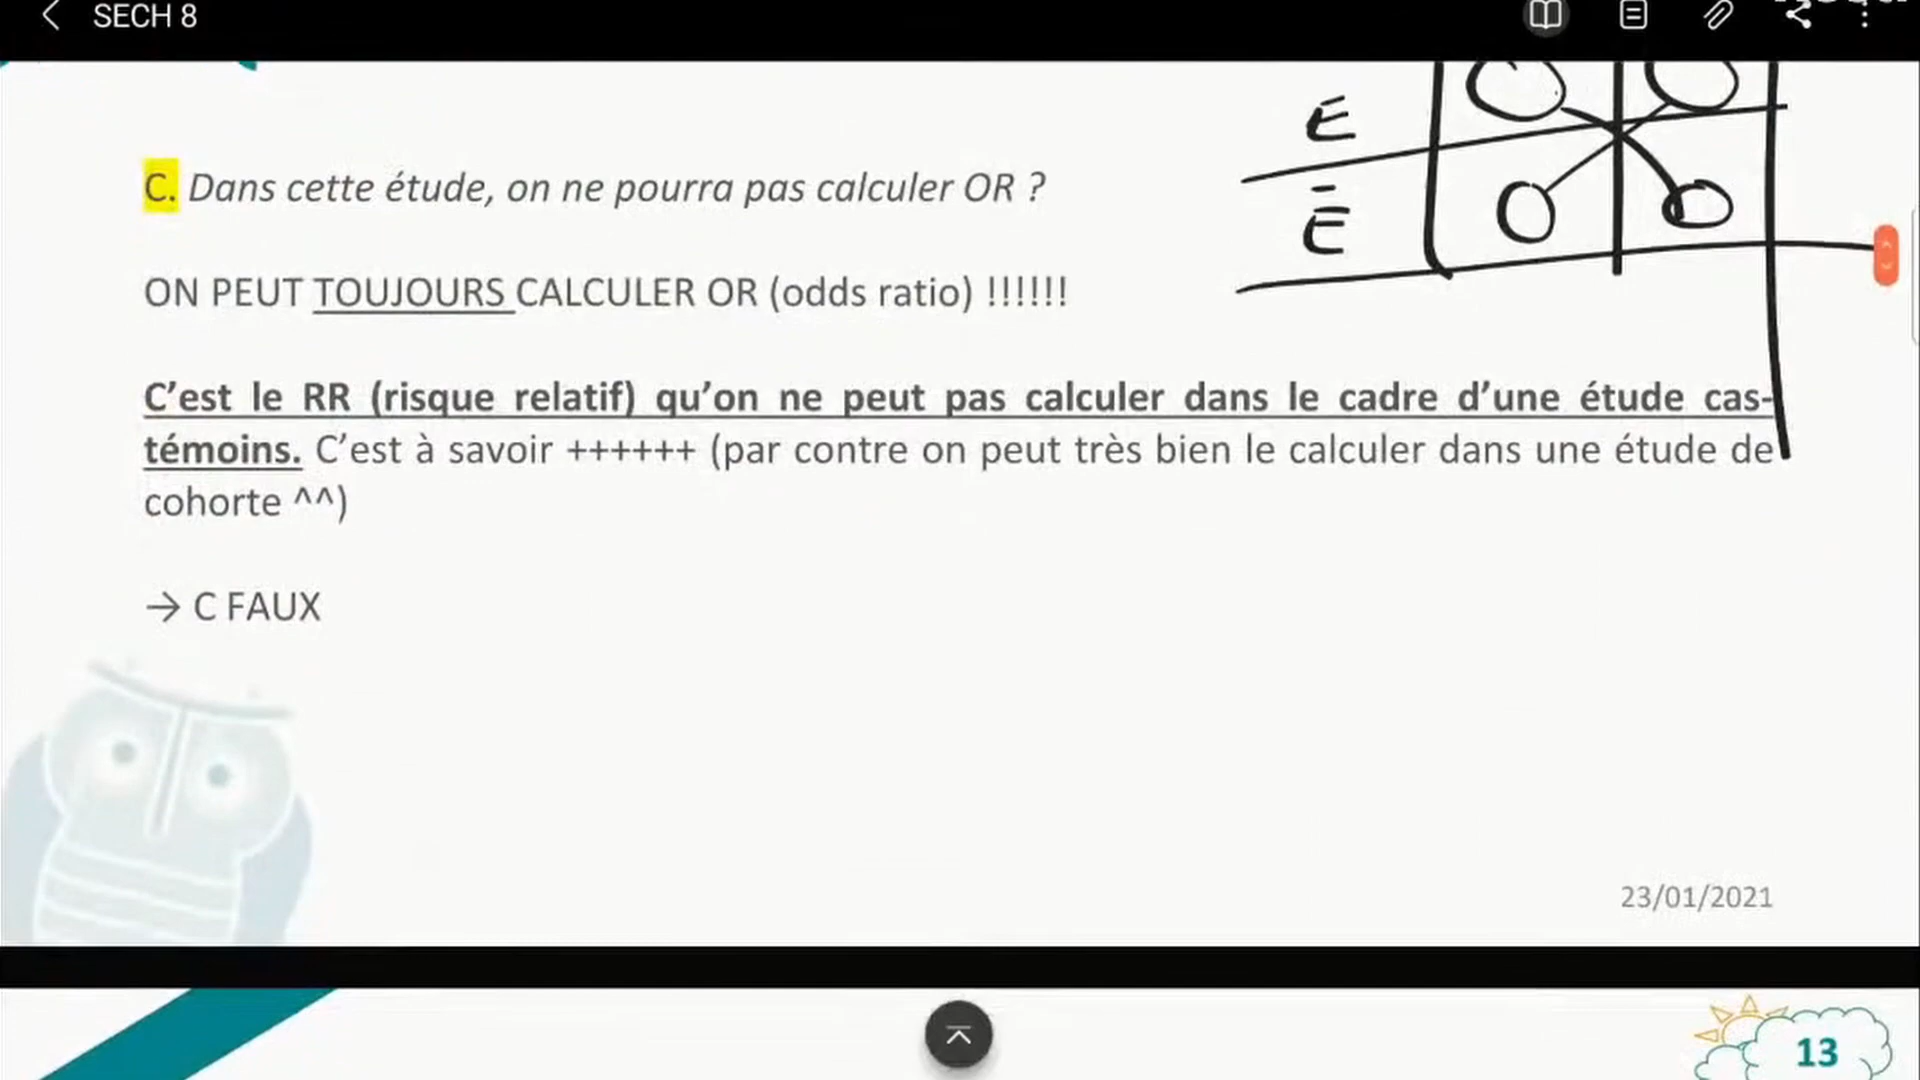 SECH 8
E
C. Dans cette étude, on ne pourra pas calculer OR ?
Ē
ON PEUT TOUJOURS CALCULER OR (odds ratio) !!!!!!
C’est le RR (risque relatif) qu’on ne peut pas calculer dans le cadre d’une étude cas-
témoins. C’est à savoir ++++++ (par contre on peut très bien le calculer dans une étude de
cohorte ^^)
→ C FAUX
23/01/2021
13